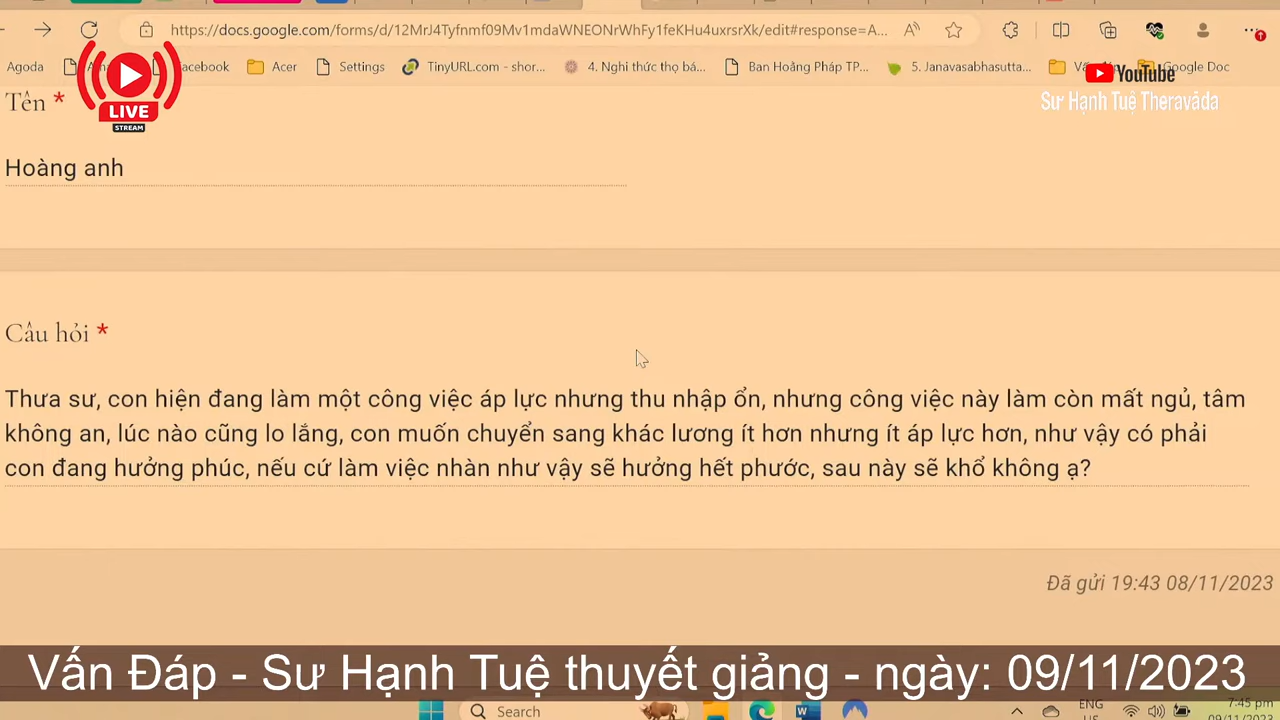 https://docs.google.com/forms/d/12MrJ4Tyfnmf09Mv1mdaWNEONrWhFy1feKHu4uxrsrXk/edit#response=A...
Agoda
Facebook
Acer
Settings
TinyURL.com - shor...
4. Nghi thức thọ bá...
Ban Hoằng Pháp TP...
5. Janavasabhasutta...
Google Doc
LIVE
STREAM
YouTube
Sư Hạnh Tuệ Theravāda
Tên *
Hoàng anh
Câu hỏi *
Thưa sư, con hiện đang làm một công việc áp lực nhưng thu nhập ổn, nhưng công việc này làm còn mất ngủ, tâm
không an, lúc nào cũng lo lắng, con muốn chuyển sang khác lương ít hơn nhưng ít áp lực hơn, như vậy có phải
con đang hưởng phúc, nếu cứ làm việc nhàn như vậy sẽ hưởng hết phước, sau này sẽ khổ không ạ?
Đã gửi 19:43 08/11/2023
Vấn Đáp - Sư Hạnh Tuệ thuyết giảng - ngày: 09/11/2023
Search
ENG
7:45 pm